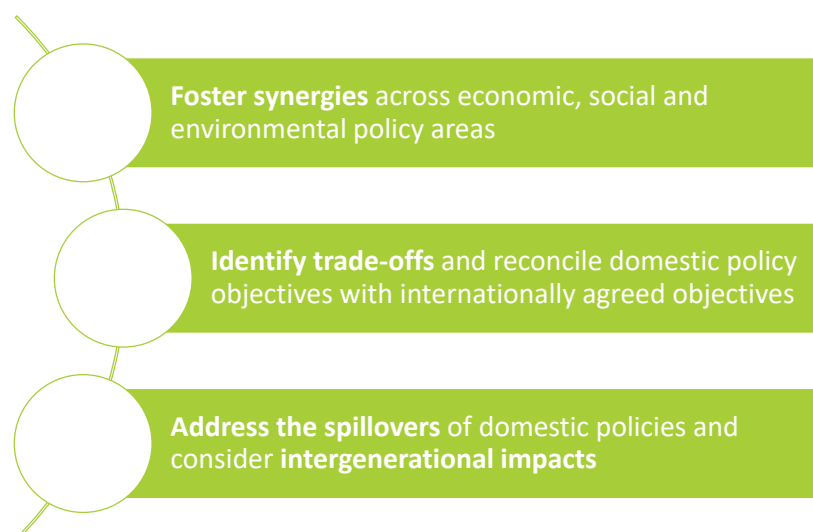 Foster synergies across economic, social and
environmental policy areas
Identify trade-offs and reconcile domestic policy
objectives with internationally agreed objectives
Address the spillovers of domestic policies and
consider intergenerational impacts